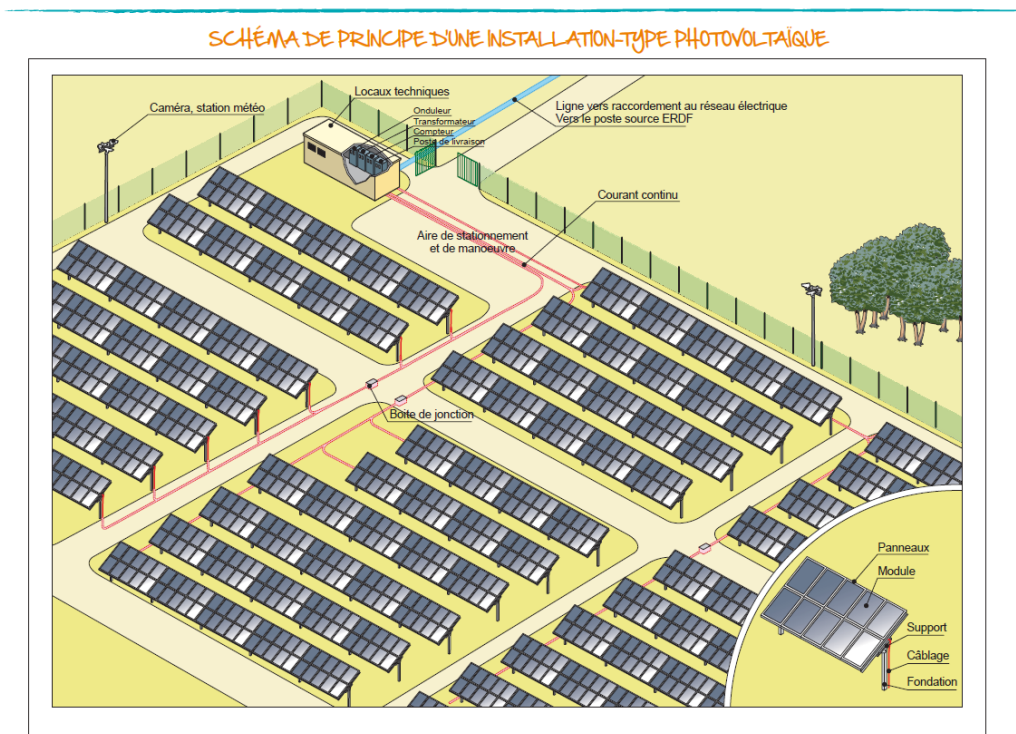 SCHÉMA DE PRINCIPE D'UNE INSTALLATION-TYPE PHOTOVOLTAÏQUE
Caméra, station météo
Locaux techniques
Onduleur
Transformateur
Compteur
Poste de livraison
Ligne vers raccordement au réseau électrique
Vers le poste source ERDF
Courant continu
Aire de stationnement
et de manoeuvre
Boite de jonction
Panneaux
Module
Support
Câblage
Fondation